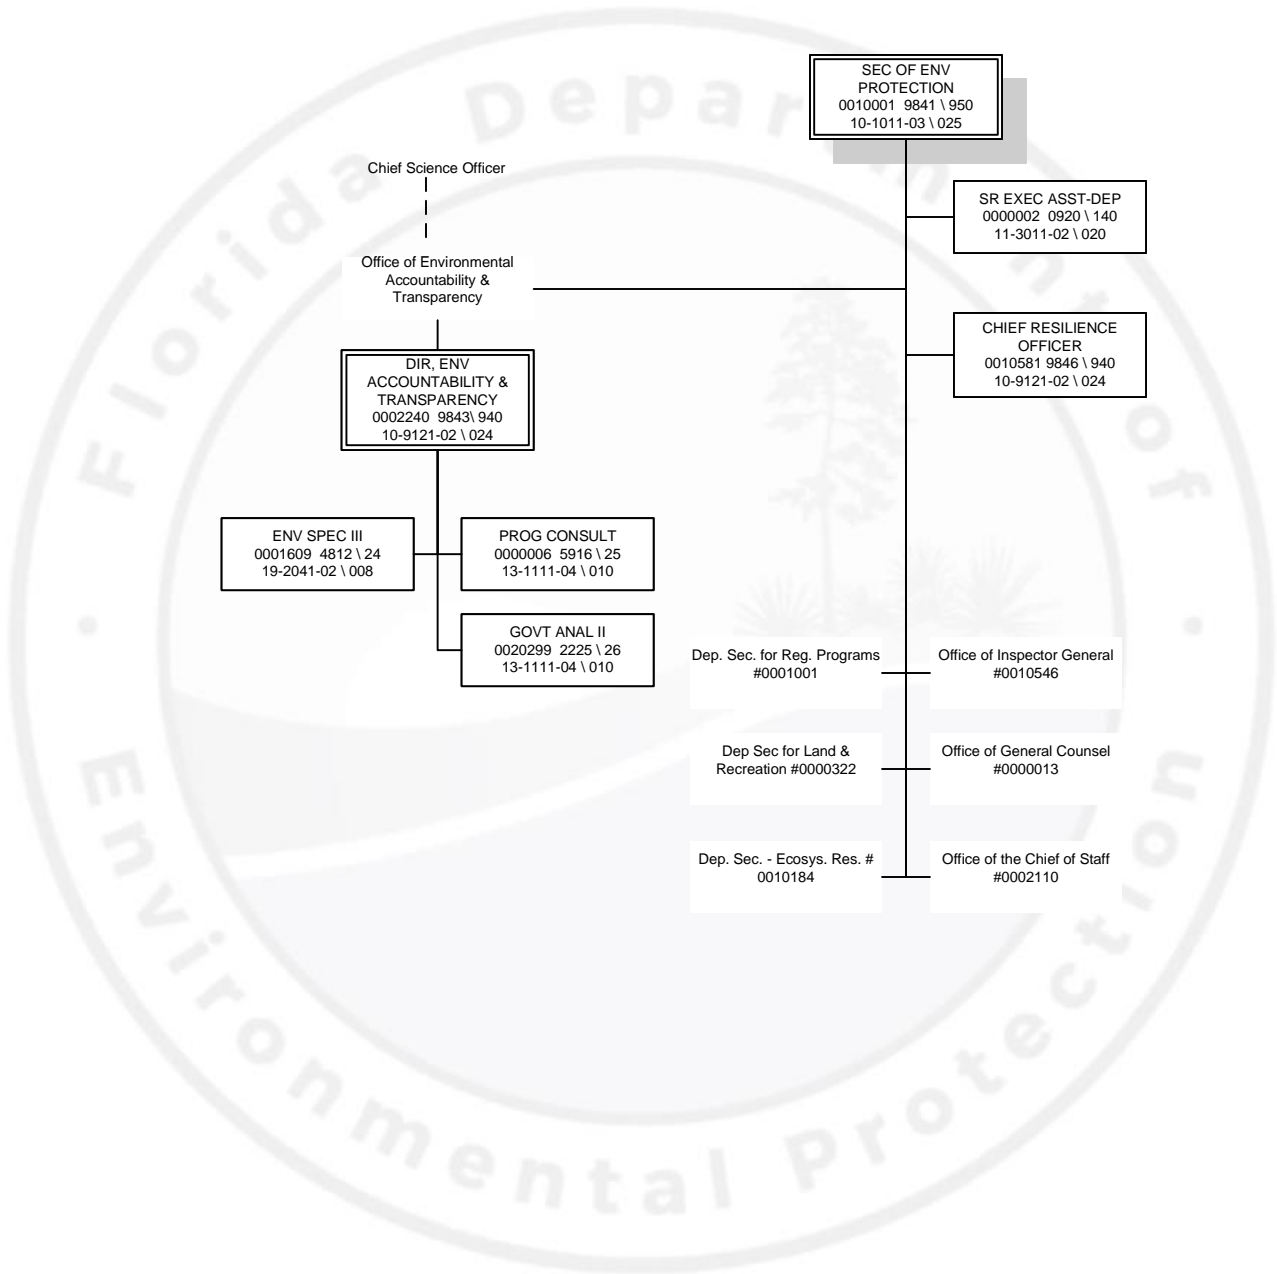 SEC OF ENV
PROTECTION
0010001 9841 \ 950
10-1011-03 \ 025
Chief Science Officer
SR EXEC ASST-DEP
0000002 0920 \ 140
11-3011-02 \ 020
Office of Environmental
Accountability &
Transparency
CHIEF RESILIENCE
OFFICER
0010581 9846 \ 940
10-9121-02 \ 024
DIR, ENV
ACCOUNTABILITY &
TRANSPARENCY
0002240 9843\ 940
10-9121-02 \ 024
ENV SPEC III
0001609 4812 \ 24
19-2041-02 \ 008
PROG CONSULT
0000006 5916 \ 25
13-1111-04 \ 010
GOVT ANAL II
0020299 2225 \ 26
13-1111-04 \ 010
Dep. Sec. for Reg. Programs
#0001001
Office of Inspector General
#0010546
Dep Sec for Land &
Recreation #0000322
Office of General Counsel
#0000013
Dep. Sec. - Ecosys. Res. #
0010184
Office of the Chief of Staff
#0002110
Florida Department of
Environmental Protection